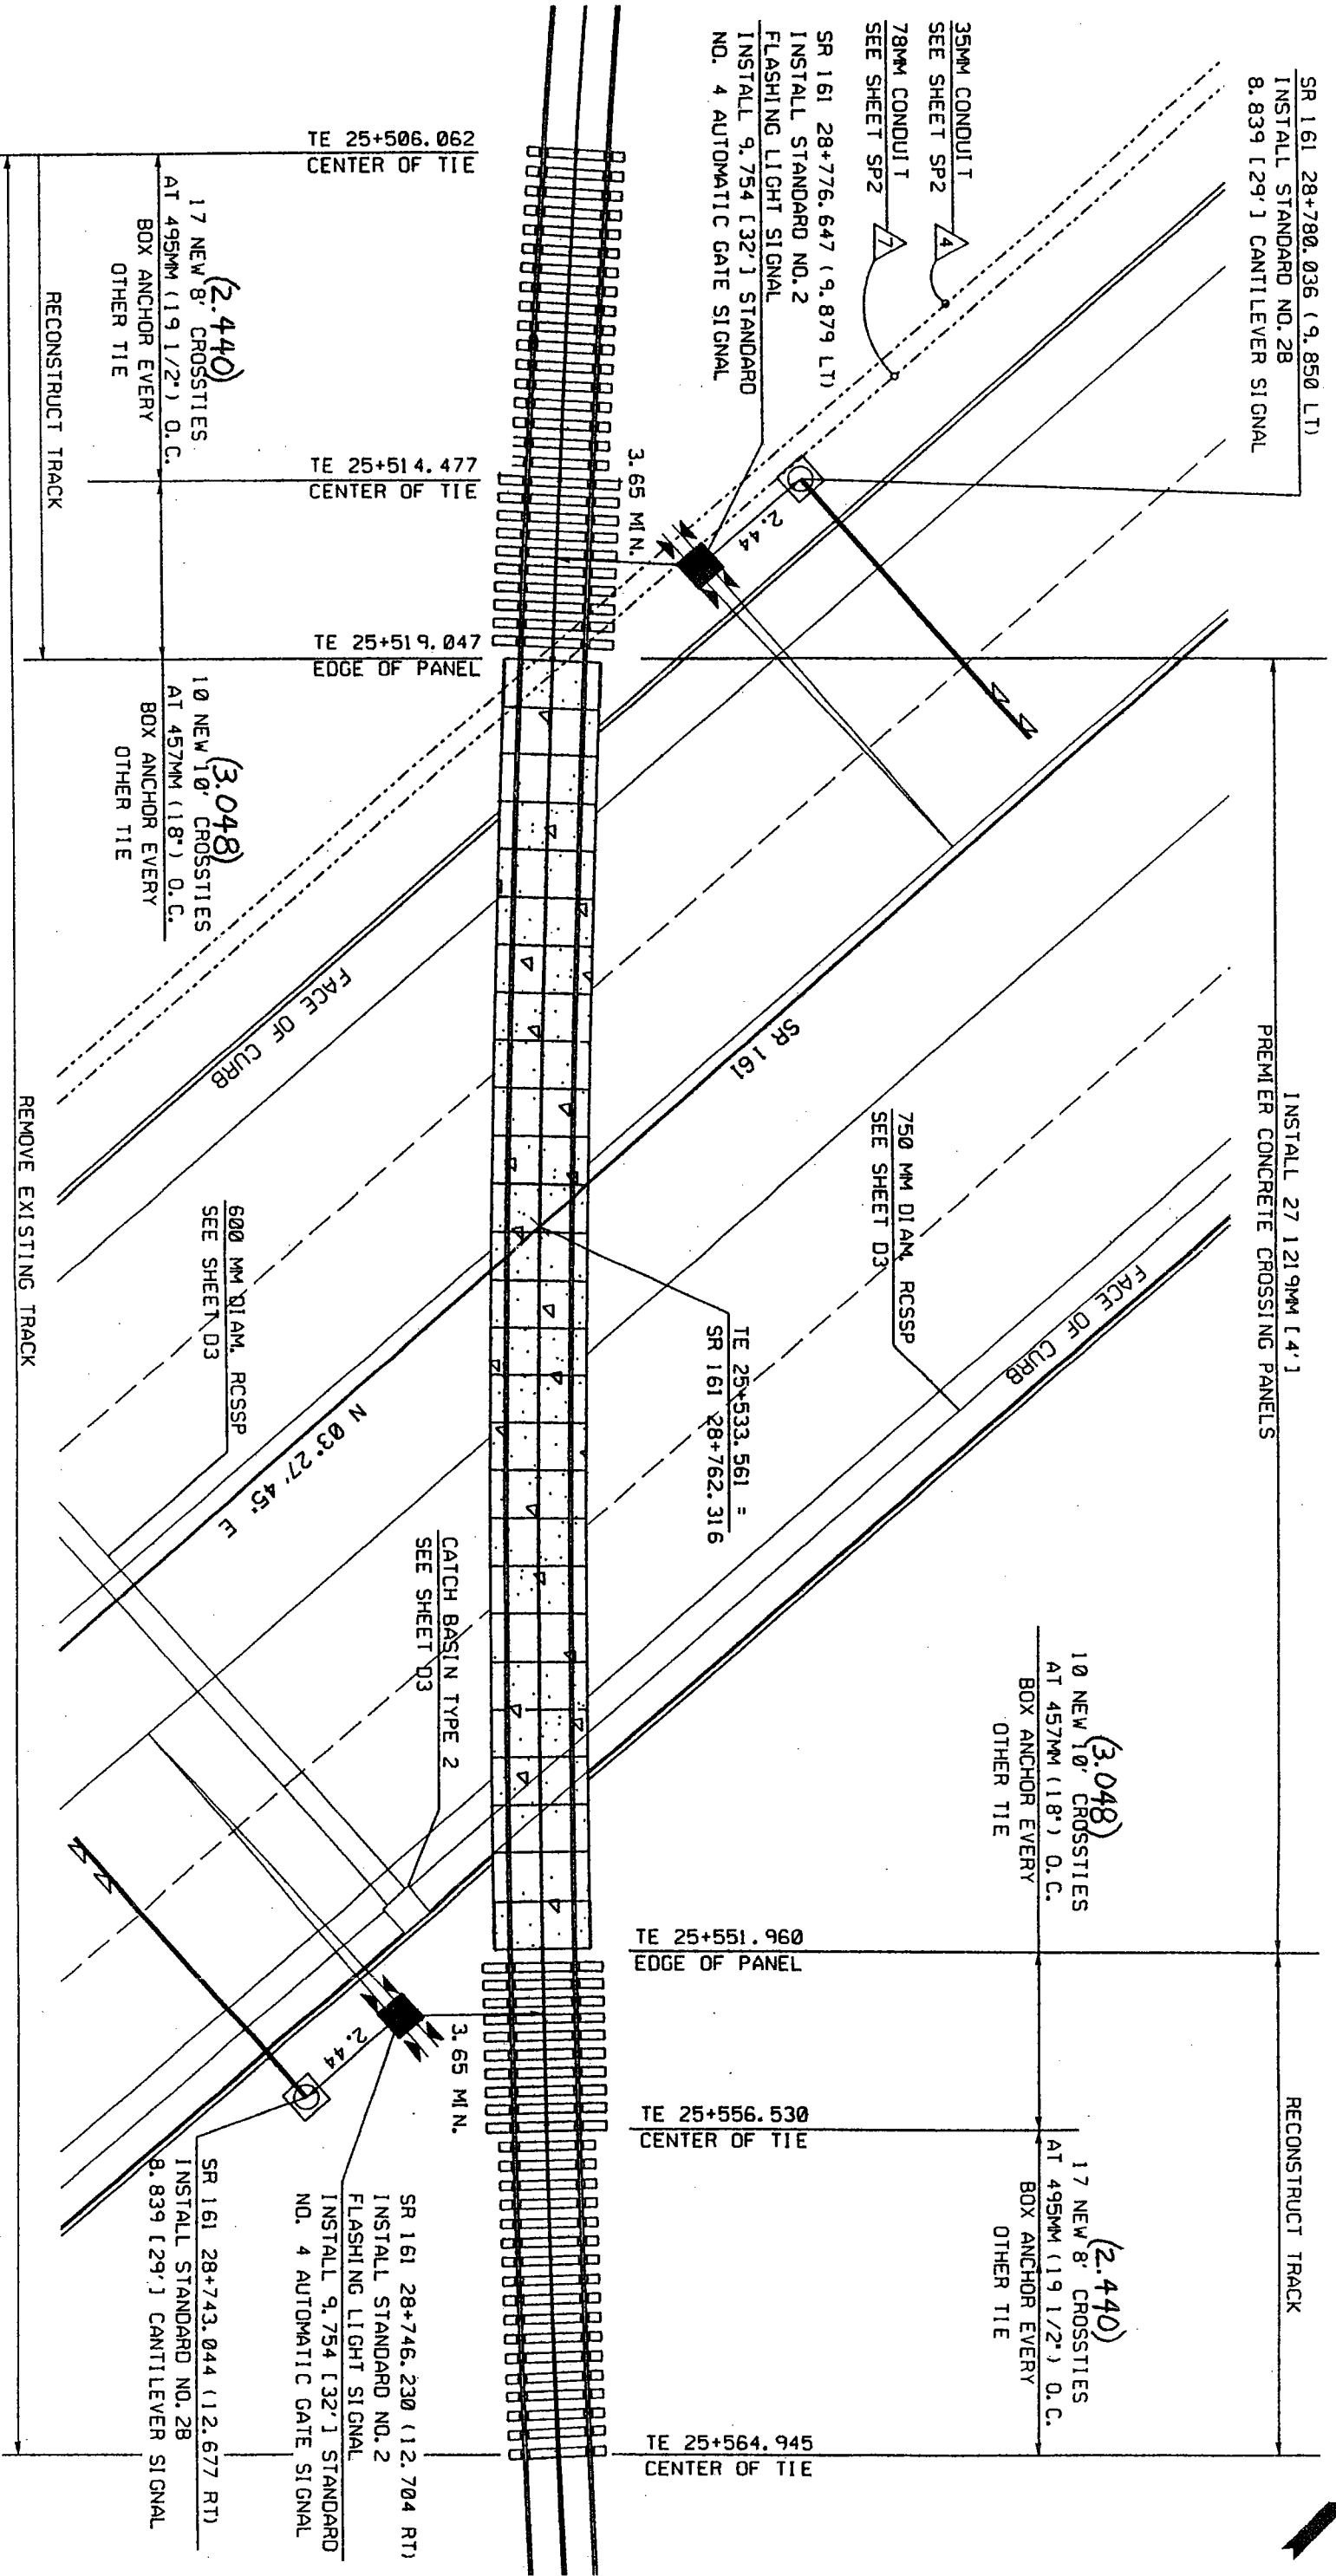 SR 161 28+780.036 (9.850 LT)
INSTALL STANDARD NO. 2B
8.839 [29'] CANTILEVER SIGNAL
35MM CONDUIT
SEE SHEET SP2
4
78MM CONDUIT
SEE SHEET SP2
7
SR 161 28+776.647 (9.879 LT)
INSTALL STANDARD NO.2
FLASHING LIGHT SIGNAL
INSTALL 9.754 [32'] STANDARD
NO. 4 AUTOMATIC GATE SIGNAL
INSTALL 27 1219MM [4']
PREMIER CONCRETE CROSSING PANELS
RECONSTRUCT TRACK
(3.048)
10 NEW 10' CROSSTIES
AT 457MM (18") O.C.
BOX ANCHOR EVERY
OTHER TIE
(2.440)
17 NEW 8' CROSSTIES
AT 495MM (19 1/2") O.C.
BOX ANCHOR EVERY
OTHER TIE
FACE OF CURB
750 MM DIAM. RCSSP
SEE SHEET D3
SR 161
TE 25+533.561 =
SR 161 28+762.316
2.44
3.65 MIN.
TE 25+551.960
EDGE OF PANEL
TE 25+556.530
CENTER OF TIE
TE 25+564.945
CENTER OF TIE
TE 25+506.062
CENTER OF TIE
TE 25+514.477
CENTER OF TIE
TE 25+519.047
EDGE OF PANEL
CATCH BASIN TYPE 2
SEE SHEET D3
3.65 MIN.
2.44
SR 161 28+746.230 (12.704 RT)
INSTALL STANDARD NO.2
FLASHING LIGHT SIGNAL
INSTALL 9.754 [32'] STANDARD
NO. 4 AUTOMATIC GATE SIGNAL
SR 161 28+743.044 (12.677 RT)
INSTALL STANDARD NO. 2B
8.839 [29'] CANTILEVER SIGNAL
FACE OF CURB
N 03° 27' 45" E
600 MM DIAM. RCSSP
SEE SHEET D3
(2.440)
17 NEW 8' CROSSTIES
AT 495MM (19 1/2") O.C.
BOX ANCHOR EVERY
OTHER TIE
(3.048)
10 NEW 10' CROSSTIES
AT 457MM (18") O.C.
BOX ANCHOR EVERY
OTHER TIE
RECONSTRUCT TRACK
REMOVE EXISTING TRACK